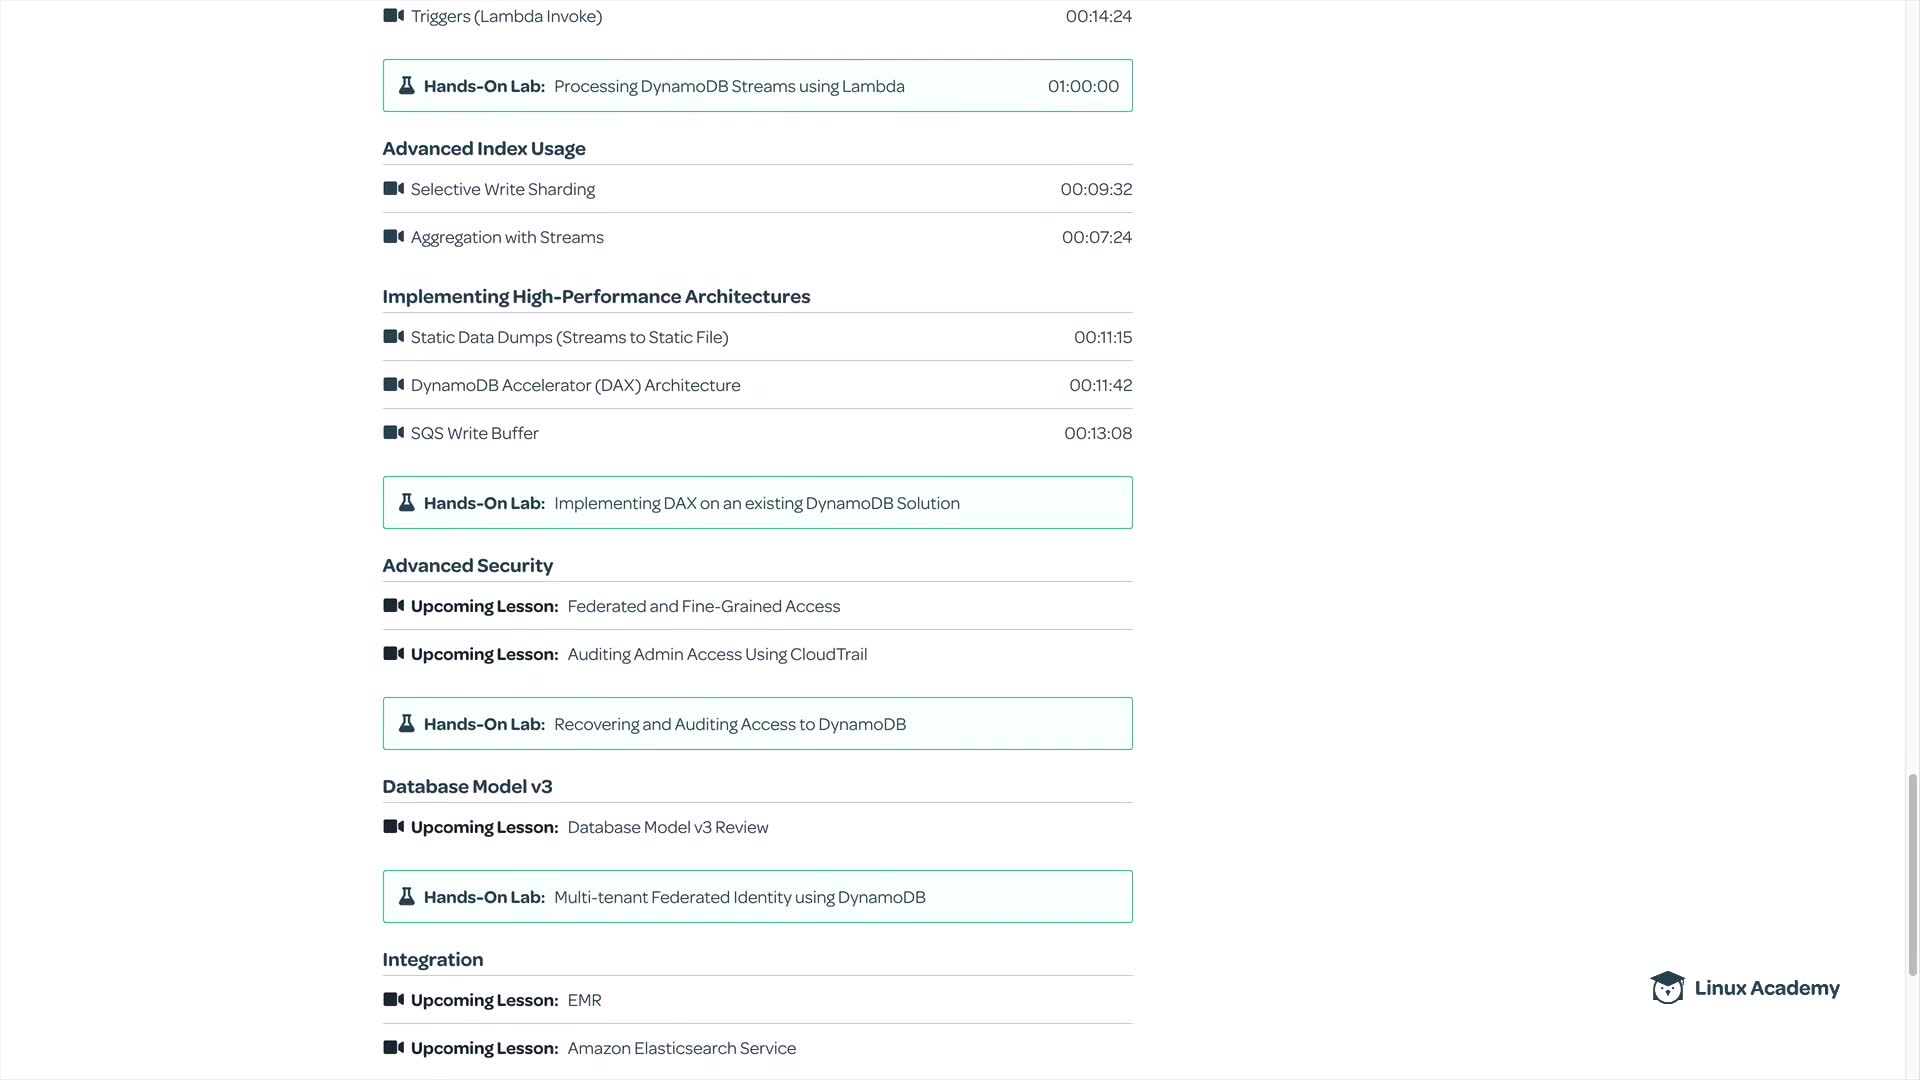 Triggers (Lambda Invoke) 00:14:24
Hands-On Lab: Processing DynamoDB Streams using Lambda 01:00:00
Advanced Index Usage
Selective Write Sharding 00:09:32
Aggregation with Streams 00:07:24
Implementing High-Performance Architectures
Static Data Dumps (Streams to Static File) 00:11:15
DynamoDB Accelerator (DAX) Architecture 00:11:42
SQS Write Buffer 00:13:08
Hands-On Lab: Implementing DAX on an existing DynamoDB Solution
Advanced Security
Upcoming Lesson: Federated and Fine-Grained Access
Upcoming Lesson: Auditing Admin Access Using CloudTrail
Hands-On Lab: Recovering and Auditing Access to DynamoDB
Database Model v3
Upcoming Lesson: Database Model v3 Review
Hands-On Lab: Multi-tenant Federated Identity using DynamoDB
Integration
Upcoming Lesson: EMR
Upcoming Lesson: Amazon Elasticsearch Service
Linux Academy